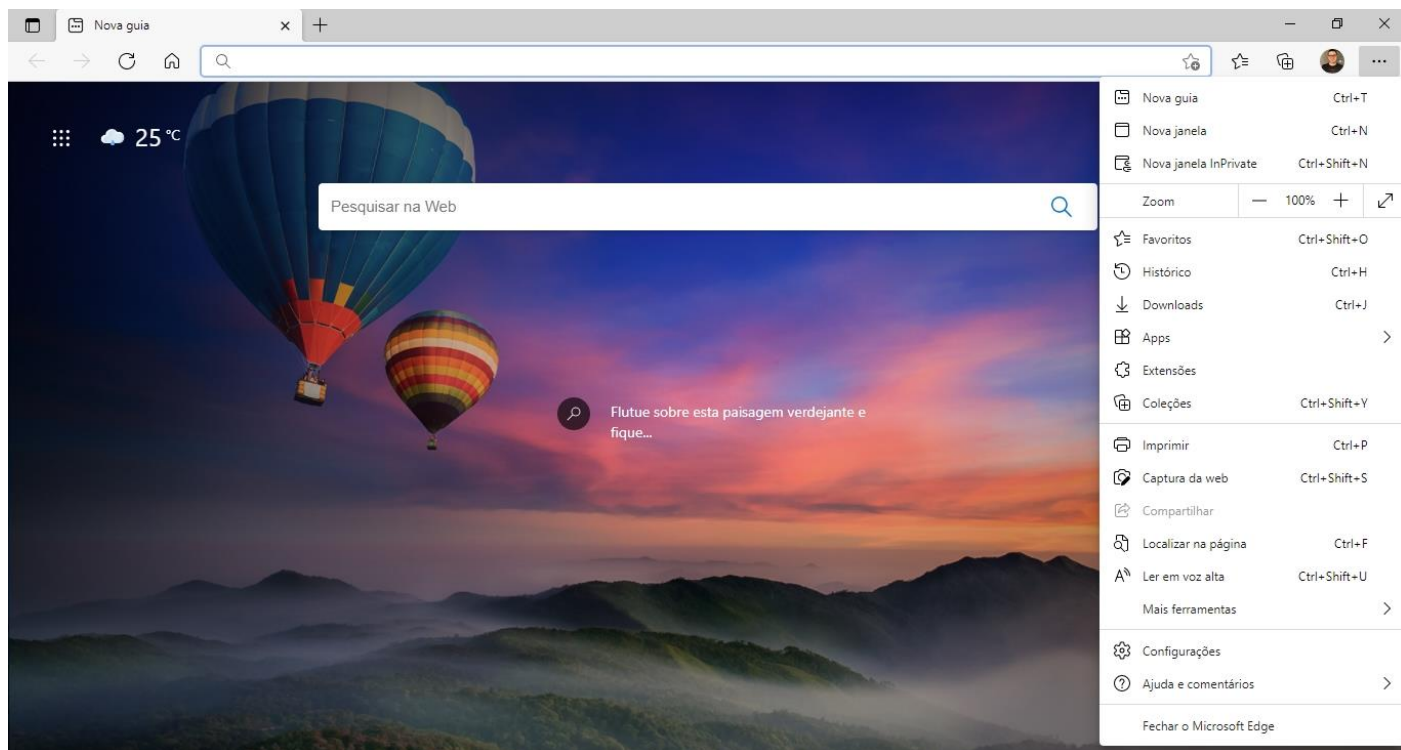 Nova guia
25 °C
Pesquisar na Web
Flutue sobre esta paisagem verdejante e
fique...
Nova guia Ctrl+T
Nova janela Ctrl+N
Nova janela InPrivate Ctrl+Shift+N
Zoom — 100% +
Favoritos Ctrl+Shift+O
Histórico Ctrl+H
Downloads Ctrl+J
Apps
Extensões
Coleções Ctrl+Shift+Y
Imprimir Ctrl+P
Captura da web Ctrl+Shift+S
Compartilhar
Localizar na página Ctrl+F
Ler em voz alta Ctrl+Shift+U
Mais ferramentas
Configurações
Ajuda e comentários
Fechar o Microsoft Edge